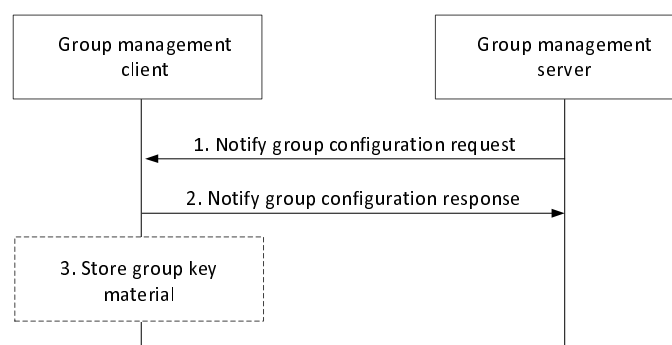 Group management
client
Group management
server
1. Notify group configuration request
2. Notify group configuration response
3. Store group key
material